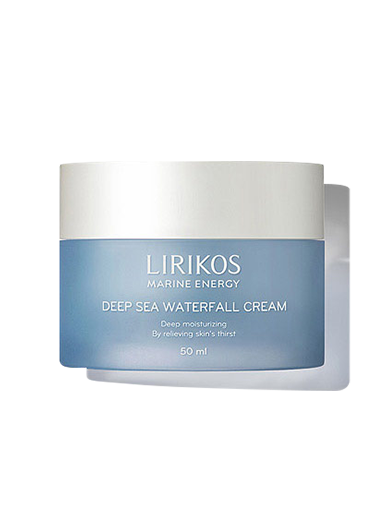 LIRIKOS
MARINE ENERGY
DEEP SEA WATERFALL CREAM
Deep moisturizing
By relieving skin's thirst
50 ml